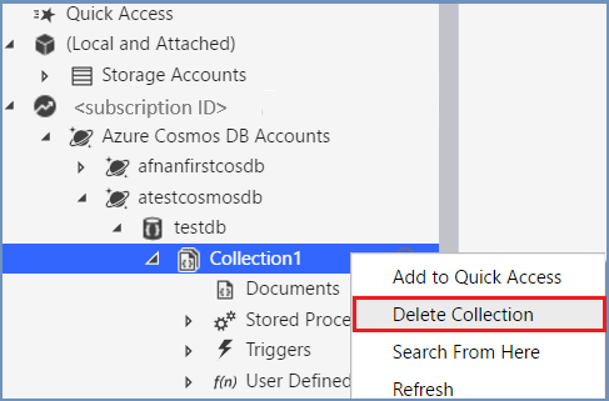 Quick Access
(Local and Attached)
Storage Accounts
<subscription ID>
Azure Cosmos DB Accounts
afnanfirstcosdb
atestcosmosdb
testdb
Collection1
Documents
Stored Proce
Triggers
f(n) User Defined
Add to Quick Access
Delete Collection
Search From Here
Refresh